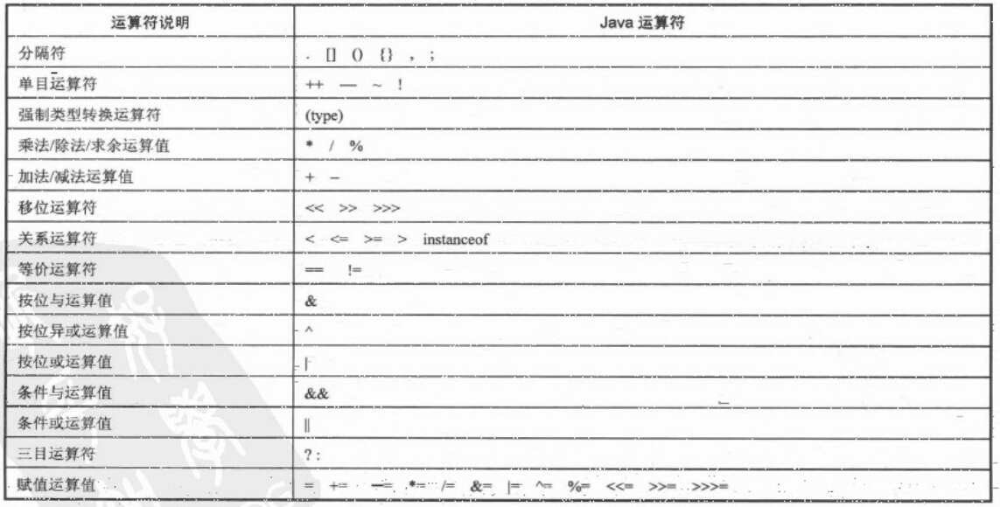 运算符说明 Java 运算符
分隔符 . [] () {} , ;
单目运算符 ++ — ~ !
强制类型转换运算符 (type)
乘法/除法/求余运算值 * / %
加法/减法运算值 + −
移位运算符 << >> >>>
关系运算符 < <= >= > instanceof
等价运算符 == !=
按位与运算值 &
按位异或运算值 ^
按位或运算值 |
条件与运算值 &&
条件或运算值 ||
三目运算符 ? :
赋值运算值 = += —= *= /= &= |= ^= %= <<= >>= >>>=